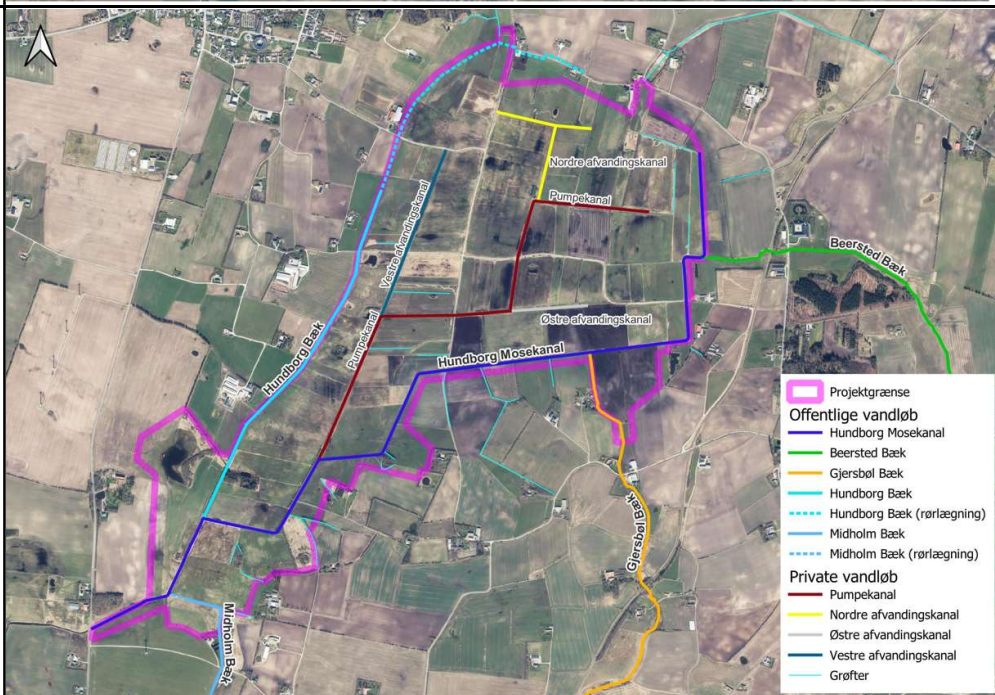 Nordre afvandingskanal
Pumpekanal
Vestre afvandingskanal
Beersted Bæk
Østre afvandingskanal
Pumpekanal
Hundborg Mosekanal
Hundborg Bæk
Gjersbøl Bæk
Midholm Bæk
Projektgrænse
Offentlige vandløb
Hundborg Mosekanal
Beersted Bæk
Gjersbøl Bæk
Hundborg Bæk
Hundborg Bæk (rørlægning)
Midholm Bæk
Midholm Bæk (rørlægning)
Private vandløb
Pumpekanal
Nordre afvandingskanal
Østre afvandingskanal
Vestre afvandingskanal
Grøfter